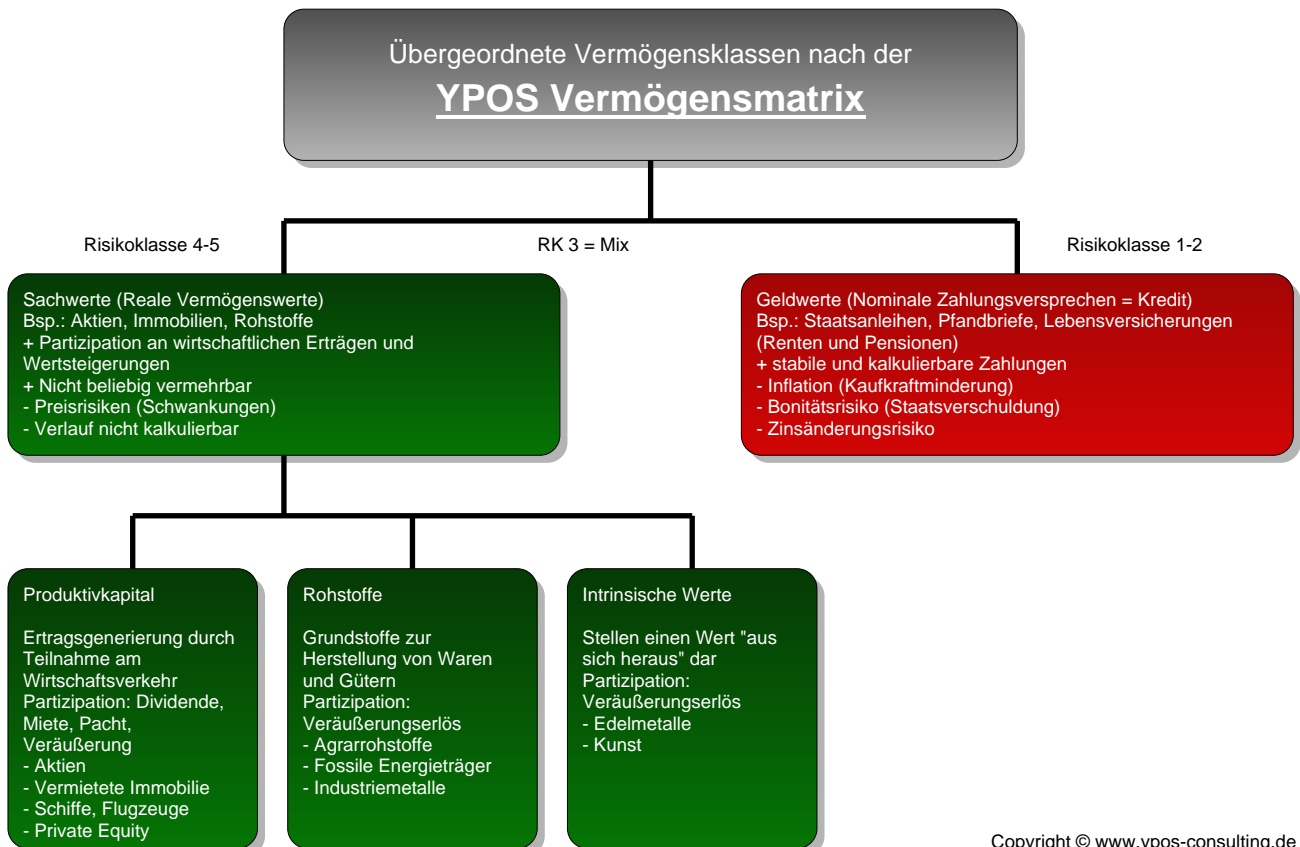 Übergeordnete Vermögensklassen nach der
YPOS Vermögensmatrix
Risikoklasse 4-5
RK 3 = Mix
Risikoklasse 1-2
Sachwerte (Reale Vermögenswerte)
Bsp.: Aktien, Immobilien, Rohstoffe
+ Partizipation an wirtschaftlichen Erträgen und
Wertsteigerungen
+ Nicht beliebig vermehrbar
- Preisrisiken (Schwankungen)
- Verlauf nicht kalkulierbar
Geldwerte (Nominale Zahlungsversprechen = Kredit)
Bsp.: Staatsanleihen, Pfandbriefe, Lebensversicherungen
(Renten und Pensionen)
+ stabile und kalkulierbare Zahlungen
- Inflation (Kaufkraftminderung)
- Bonitätsrisiko (Staatsverschuldung)
- Zinsänderungsrisiko
Produktivkapital
Ertragsgenerierung durch
Teilnahme am
Wirtschaftsverkehr
Partizipation: Dividende,
Miete, Pacht,
Veräußerung
- Aktien
- Vermietete Immobilie
- Schiffe, Flugzeuge
- Private Equity
Rohstoffe
Grundstoffe zur
Herstellung von Waren
und Gütern
Partizipation:
Veräußerungserlös
- Agrarrohstoffe
- Fossile Energieträger
- Industriemetalle
Intrinsische Werte
Stellen einen Wert "aus
sich heraus" dar
Partizipation:
Veräußerungserlös
- Edelmetalle
- Kunst
Copyright © www.ypos-consulting.de